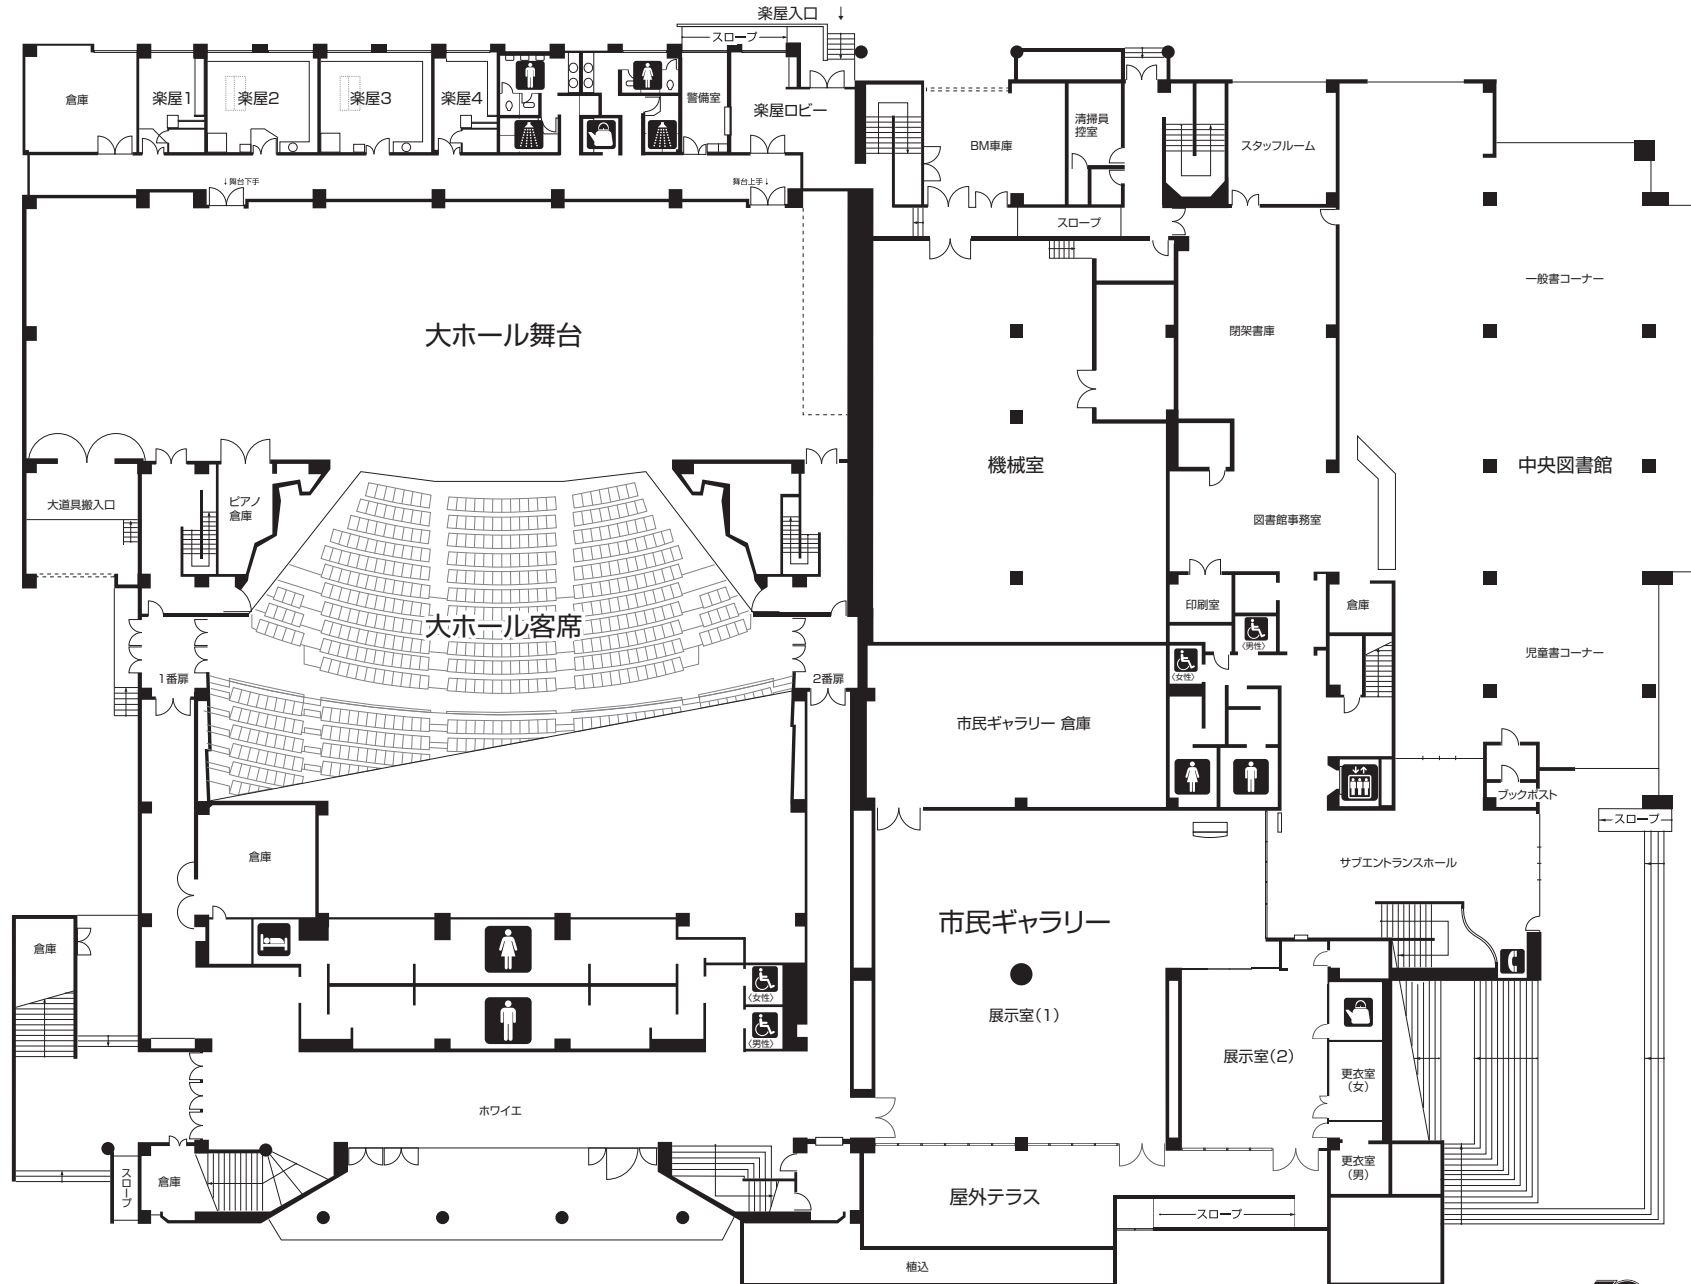 楽屋入口 ↓
スロープ
倉庫
楽屋1
楽屋2
楽屋3
楽屋4
警備室
楽屋ロビー
BM車庫
清掃員
控室
スタッフルーム
↓舞台下手
舞台上手↓
スロープ
一般書コーナー
大ホール舞台
閉架書庫
機械室
中央図書館
大道具搬入口
ピアノ
倉庫
図書館事務室
印刷室
倉庫
大ホール客席
〈男性〉
児童書コーナー
1番扉
2番扉
〈女性〉
市民ギャラリー 倉庫
ブックポスト
スロープ
倉庫
サブエントランスホール
市民ギャラリー
倉庫
〈女性〉
展示室(1)
〈男性〉
展示室(2)
更衣室
(女)
ホワイエ
スロープ
倉庫
更衣室
(男)
屋外テラス
スロープ
植込